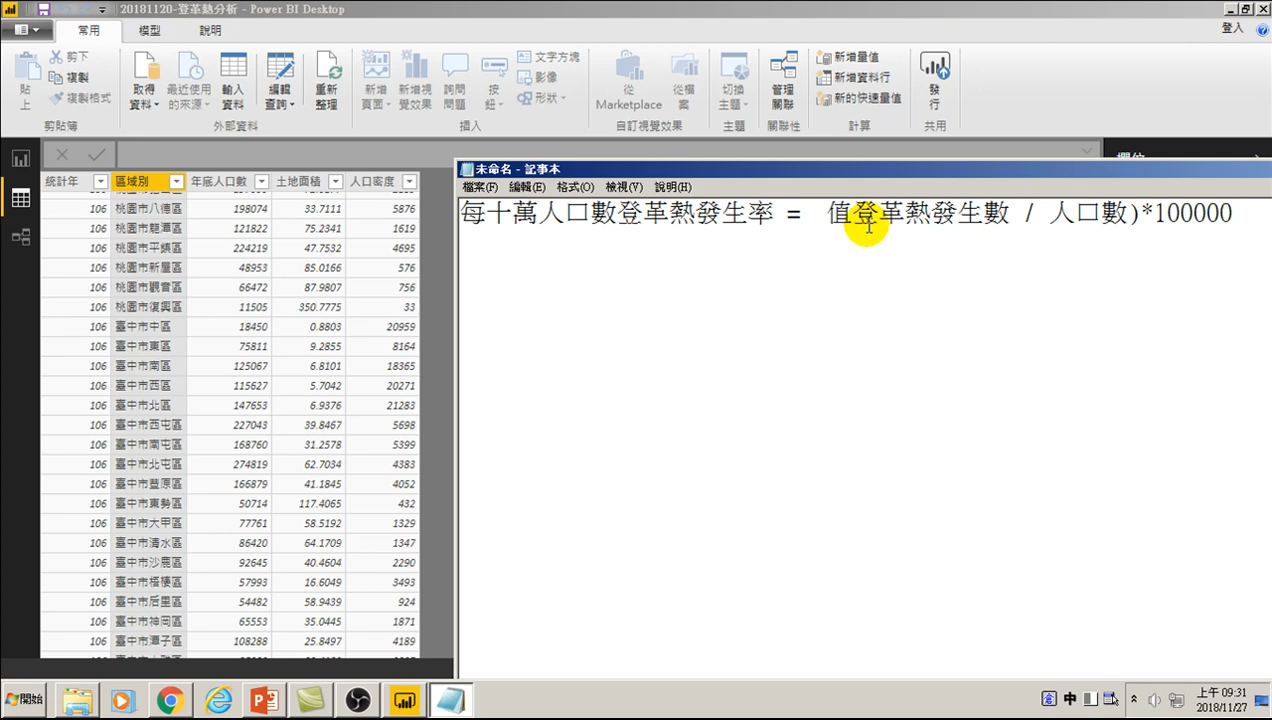 20181120-登革熱分析 - Power BI Desktop
常用 模型 說明 登入
剪下
複製
複製格式
貼上
剪貼簿
取得資料
最近使用的來源
輸入資料
編輯查詢
重新整理
外部資料
新增頁面
新增視覺效果
詢問問題
按鈕
文字方塊
影像
形狀
插入
從 Marketplace
從檔案
自訂視覺效果
切換主題
主題
管理關聯
關聯性
新增量值
新增資料行
新的快速量值
計算
發行
共用
未命名 - 記事本
檔案(F) 編輯(E) 格式(O) 檢視(V) 說明(H)
每十萬人口數登革熱發生率 = 值登革熱發生數 / 人口數)*100000
統計年 區域別 年底人口數 土地面積 人口密度
106 桃園市八德區 198074 33.7111 5876
106 桃園市龍潭區 121822 75.2341 1619
106 桃園市平鎮區 224219 47.7532 4695
106 桃園市新屋區 48953 85.0166 576
106 桃園市觀音區 66472 87.9807 756
106 桃園市復興區 11505 350.7775 33
106 臺中市中區 18450 0.8803 20959
106 臺中市東區 75811 9.2855 8164
106 臺中市南區 125067 6.8101 18365
106 臺中市西區 115627 5.7042 20271
106 臺中市北區 147653 6.9376 21283
106 臺中市西屯區 227043 39.8467 5698
106 臺中市南屯區 168760 31.2578 5399
106 臺中市北屯區 274819 62.7034 4383
106 臺中市豐原區 166879 41.1845 4052
106 臺中市東勢區 50714 117.4065 432
106 臺中市大甲區 77761 58.5192 1329
106 臺中市清水區 86420 64.1709 1347
106 臺中市沙鹿區 92645 40.4604 2290
106 臺中市梧棲區 57993 16.6049 3493
106 臺中市后里區 54482 58.9439 924
106 臺中市神岡區 65553 35.0445 1871
106 臺中市潭子區 108288 25.8497 4189
開始
中
上午 09:31
2018/11/27